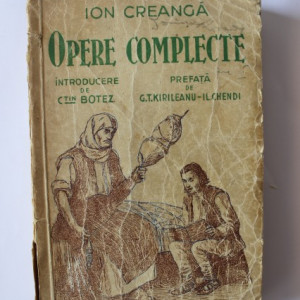 ION CREANGĂ
OPERE COMPLECTE
INTRODUCERE PREFAȚĂ
DE DE
CTIN BOTEZ G.T.KIRILEANU-IL.CHENDI